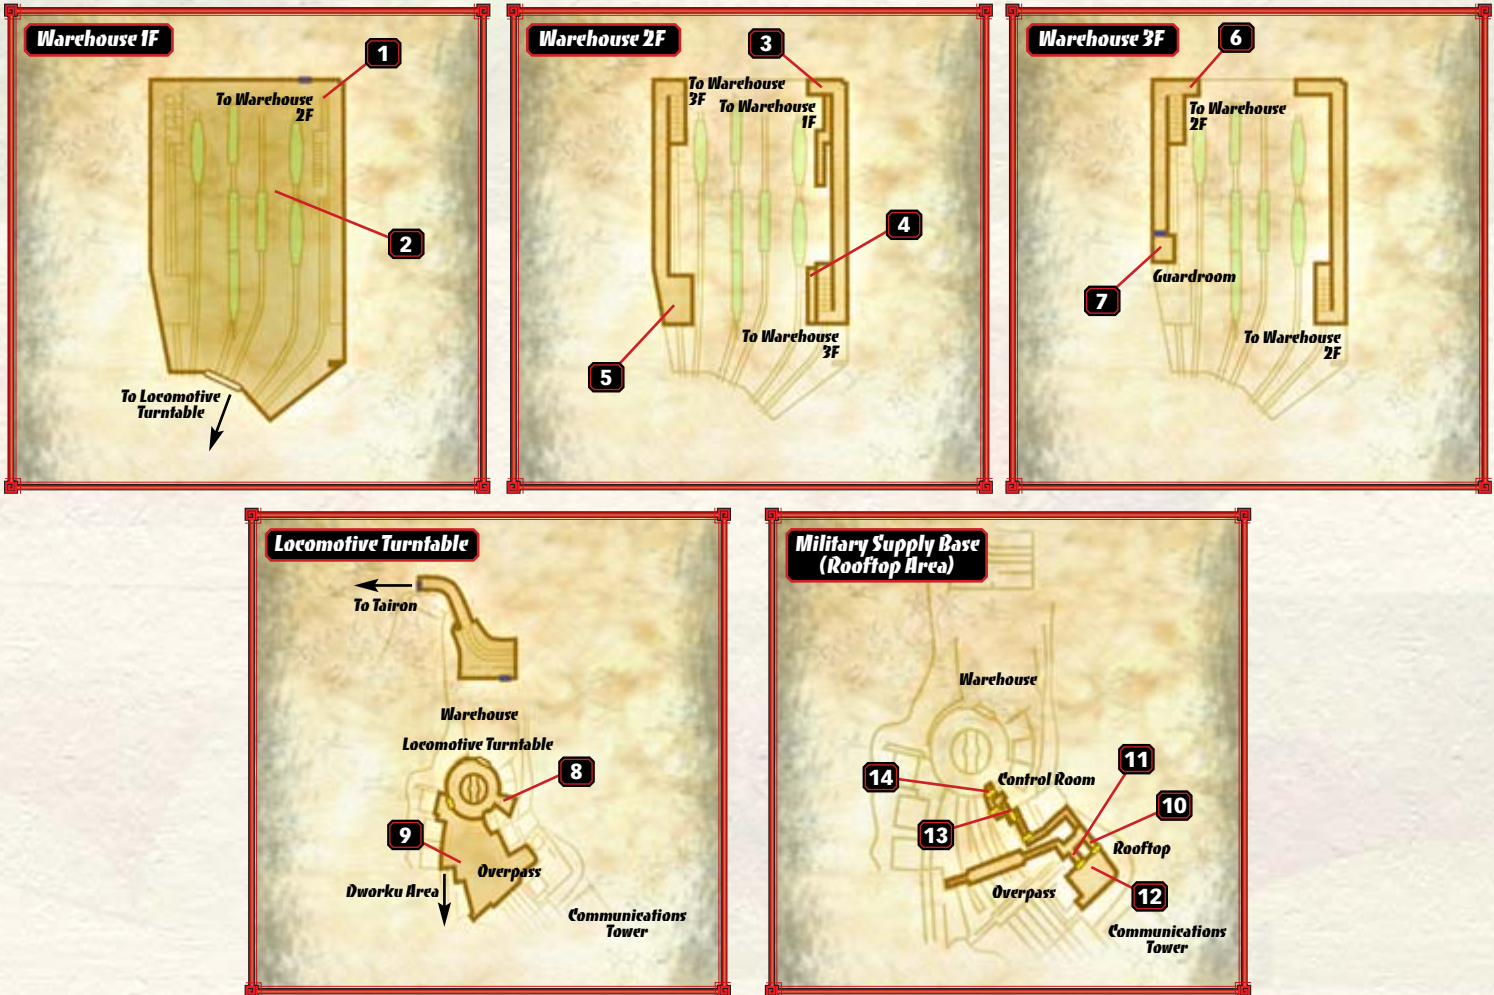 Warehouse 1F
1
To Warehouse
2F
2
To Locomotive
Turntable
Warehouse 2F
3
To Warehouse
3F
To Warehouse
1F
4
To Warehouse
3F
5
Warehouse 3F
6
To Warehouse
2F
Guardroom
7
To Warehouse
2F
Locomotive Turntable
To Tairon
Warehouse
Locomotive Turntable
8
9
Overpass
Dworku Area
Communications
Tower
Military Supply Base
(Rooftop Area)
Warehouse
11
14
Control Room
10
13
Rooftop
Overpass
12
Communications
Tower